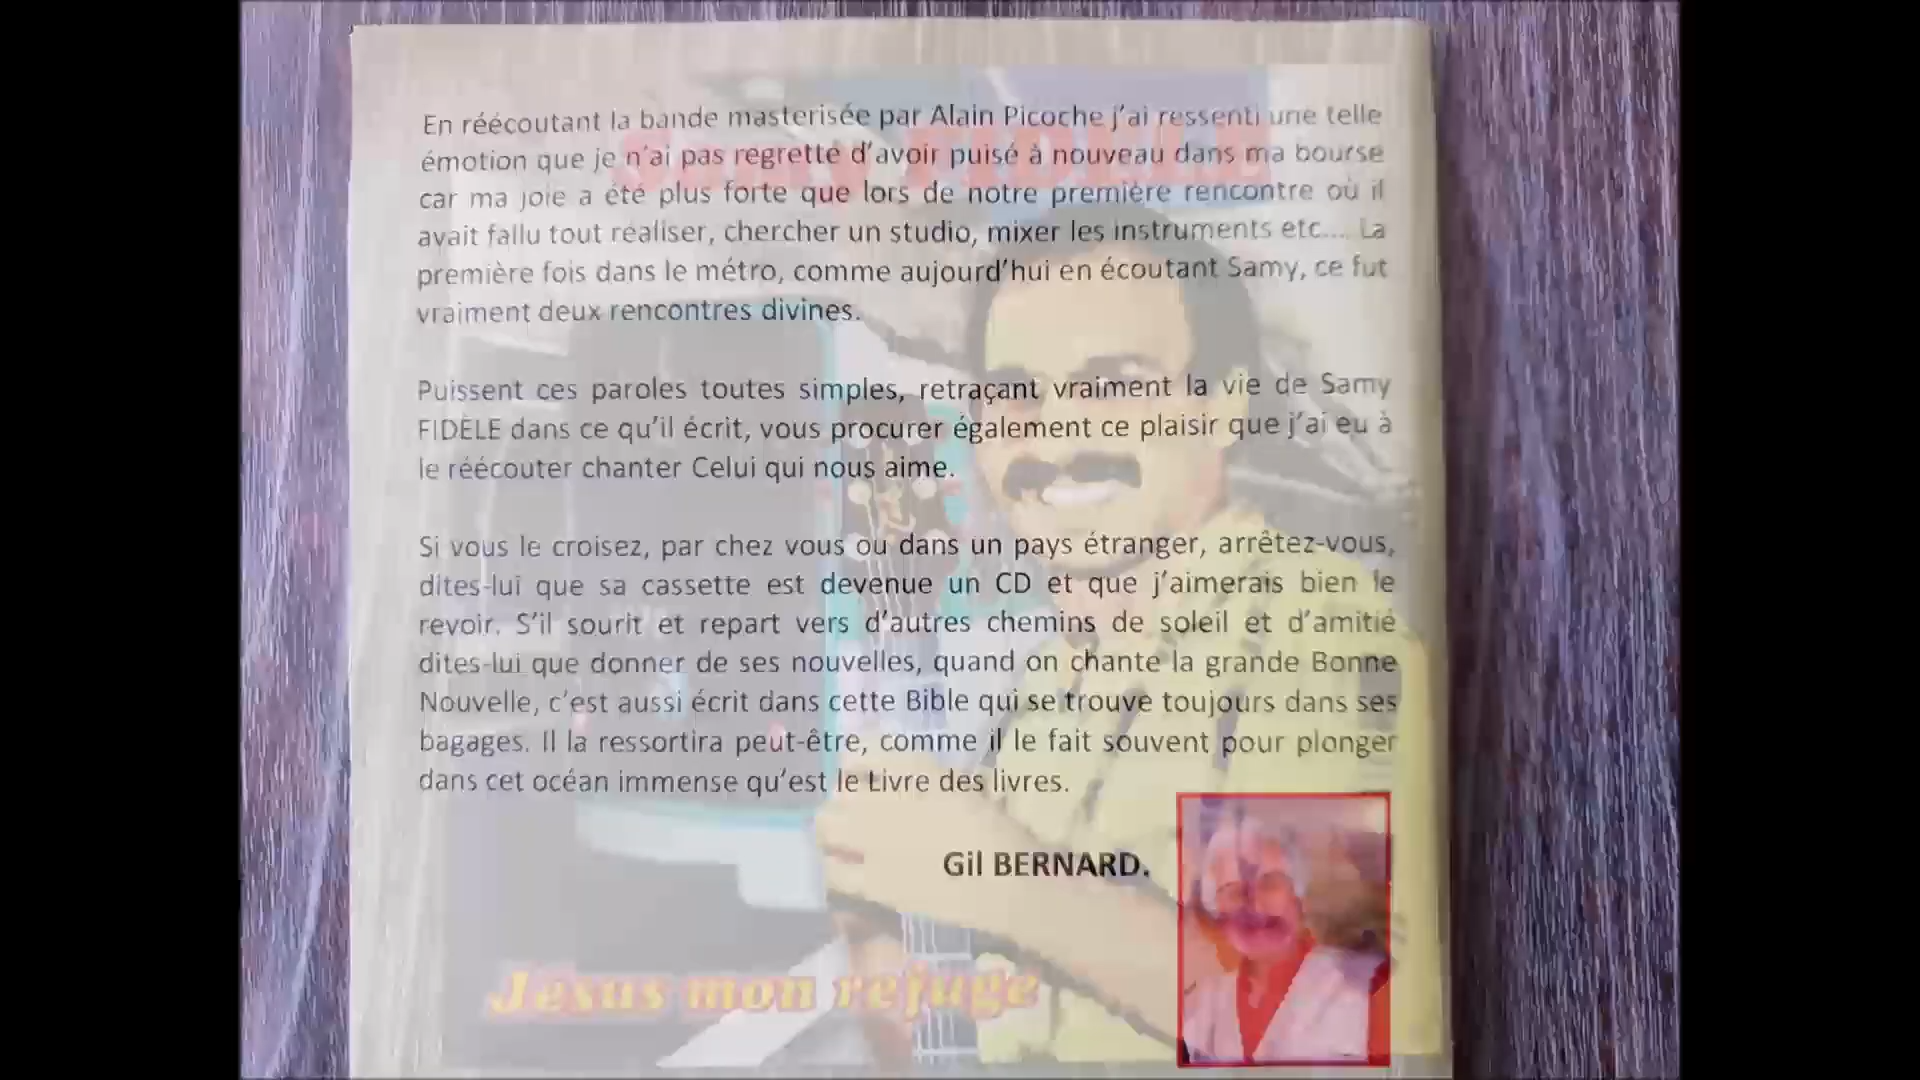 En réécoutant la bande masterisée par Alain Picoche j'ai ressenti une telle
émotion que je n'ai pas regretté d'avoir puisé à nouveau dans ma bourse
car ma joie a été plus forte que lors de notre première rencontre où il
avait fallu tout réaliser, chercher un studio, mixer les instruments etc.... La
première fois dans le métro, comme aujourd'hui en écoutant Samy, ce fut
vraiment deux rencontres divines.
Puissent ces paroles toutes simples, retraçant vraiment la vie de Samy
FIDÈLE dans ce qu'il écrit, vous procurer également ce plaisir que j'ai eu à
le réécouter chanter Celui qui nous aime.
Si vous le croisez, par chez vous ou dans un pays étranger, arrêtez-vous,
dites-lui que sa cassette est devenue un CD et que j'aimerais bien le
revoir. S'il sourit et repart vers d'autres chemins de soleil et d'amitié
dites-lui que donner de ses nouvelles, quand on chante la grande Bonne
Nouvelle, c'est aussi écrit dans cette Bible qui se trouve toujours dans ses
bagages. Il la ressortira peut-être, comme il le fait souvent pour plonger
dans cet océan immense qu'est le Livre des livres.
Gil BERNARD.
Jésus mon refuge